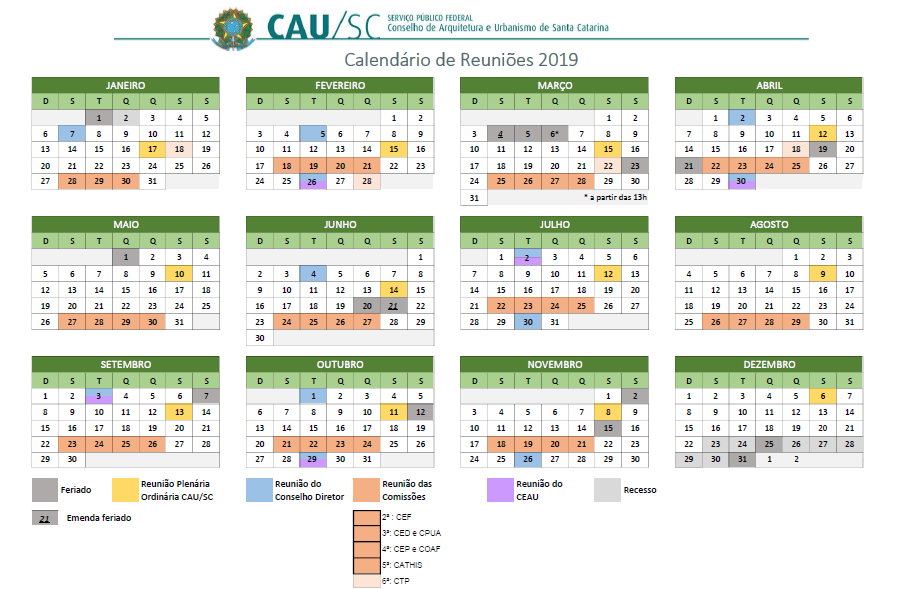 CAU/SC
SERVIÇO PÚBLICO FEDERAL
Conselho de Arquitetura e Urbanismo de Santa Catarina
Calendário de Reuniões 2019
JANEIRO
D S T Q Q S S
1 2 3 4 5
6 7 8 9 10 11 12
13 14 15 16 17 18 19
20 21 22 23 24 25 26
27 28 29 30 31
FEVEREIRO
D S T Q Q S S
1 2
3 4 5 6 7 8 9
10 11 12 13 14 15 16
17 18 19 20 21 22 23
24 25 26 27 28
MARÇO
D S T Q Q S S
1 2
3 4 5 6* 7 8 9
10 11 12 13 14 15 16
17 18 19 20 21 22 23
24 25 26 27 28 29 30
31 * a partir das 13h
ABRIL
D S T Q Q S S
1 2 3 4 5 6
7 8 9 10 11 12 13
14 15 16 17 18 19 20
21 22 23 24 25 26 27
28 29 30
MAIO
D S T Q Q S S
1 2 3 4
5 6 7 8 9 10 11
12 13 14 15 16 17 18
19 20 21 22 23 24 25
26 27 28 29 30 31
JUNHO
D S T Q Q S S
1
2 3 4 5 6 7 8
9 10 11 12 13 14 15
16 17 18 19 20 21 22
23 24 25 26 27 28 29
30
JULHO
D S T Q Q S S
1 2 3 4 5 6
7 8 9 10 11 12 13
14 15 16 17 18 19 20
21 22 23 24 25 26 27
28 29 30 31
AGOSTO
D S T Q Q S S
1 2 3
4 5 6 7 8 9 10
11 12 13 14 15 16 17
18 19 20 21 22 23 24
25 26 27 28 29 30 31
SETEMBRO
D S T Q Q S S
1 2 3 4 5 6 7
8 9 10 11 12 13 14
15 16 17 18 19 20 21
22 23 24 25 26 27 28
29 30
OUTUBRO
D S T Q Q S S
1 2 3 4 5
6 7 8 9 10 11 12
13 14 15 16 17 18 19
20 21 22 23 24 25 26
27 28 29 30 31
NOVEMBRO
D S T Q Q S S
1 2
3 4 5 6 7 8 9
10 11 12 13 14 15 16
17 18 19 20 21 22 23
24 25 26 27 28 29 30
DEZEMBRO
D S T Q Q S S
1 2 3 4 5 6 7
8 9 10 11 12 13 14
15 16 17 18 19 20 21
22 23 24 25 26 27 28
29 30 31 1 2
Feriado
Reunião Plenária
Ordinária CAU/SC
Reunião do
Conselho Diretor
Reunião das
Comissões
Reunião do
CEAU
Recesso
21 Emenda feriado
2ª : CEF
3ª: CED e CPUA
4ª: CEP e COAF
5ª: CATHIS
6ª: CTP